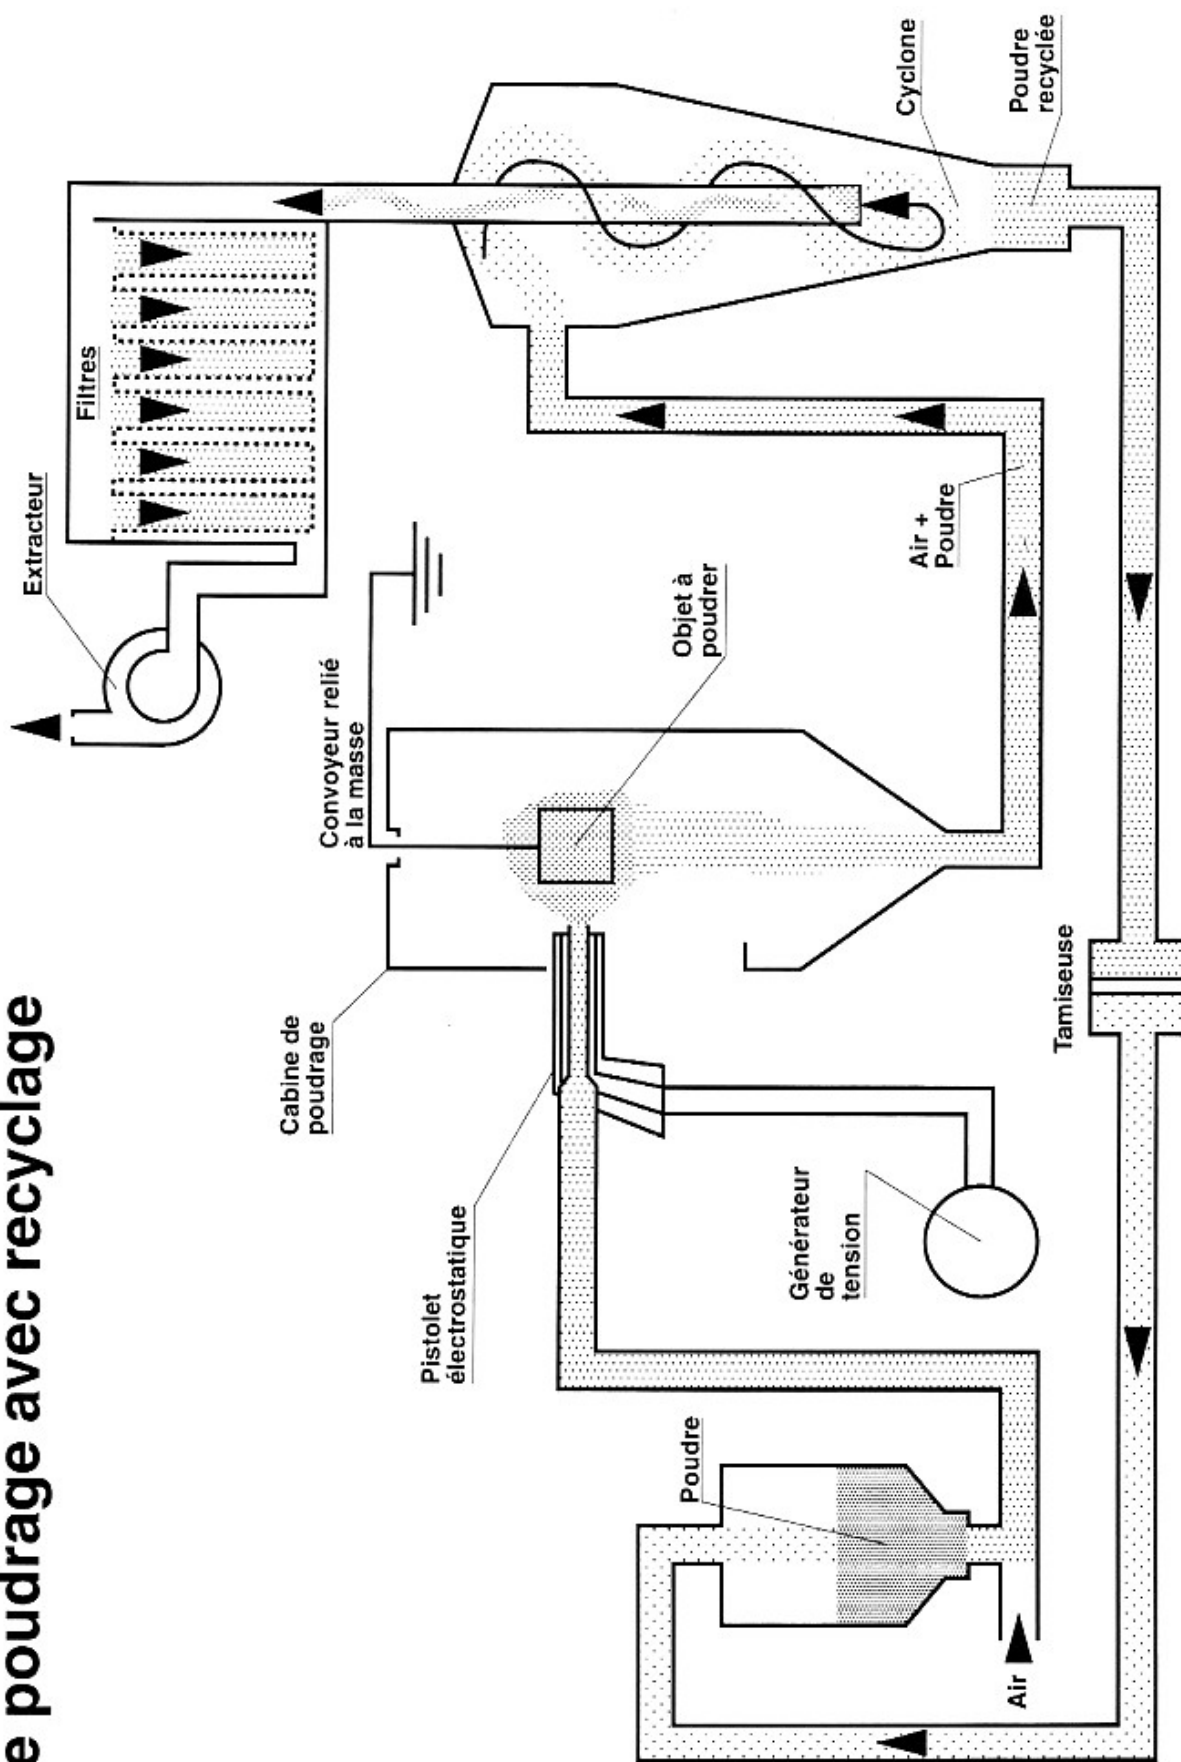 e poudrage avec recyclage
Extracteur
Filtres
Cyclone
Poudre
recyclée
Convoyeur relié
à la masse
Cabine de
poudrage
Objet à
poudrer
Air +
Poudre
Pistolet
électrostatique
Générateur
de
tension
Poudre
Tamiseuse
Air